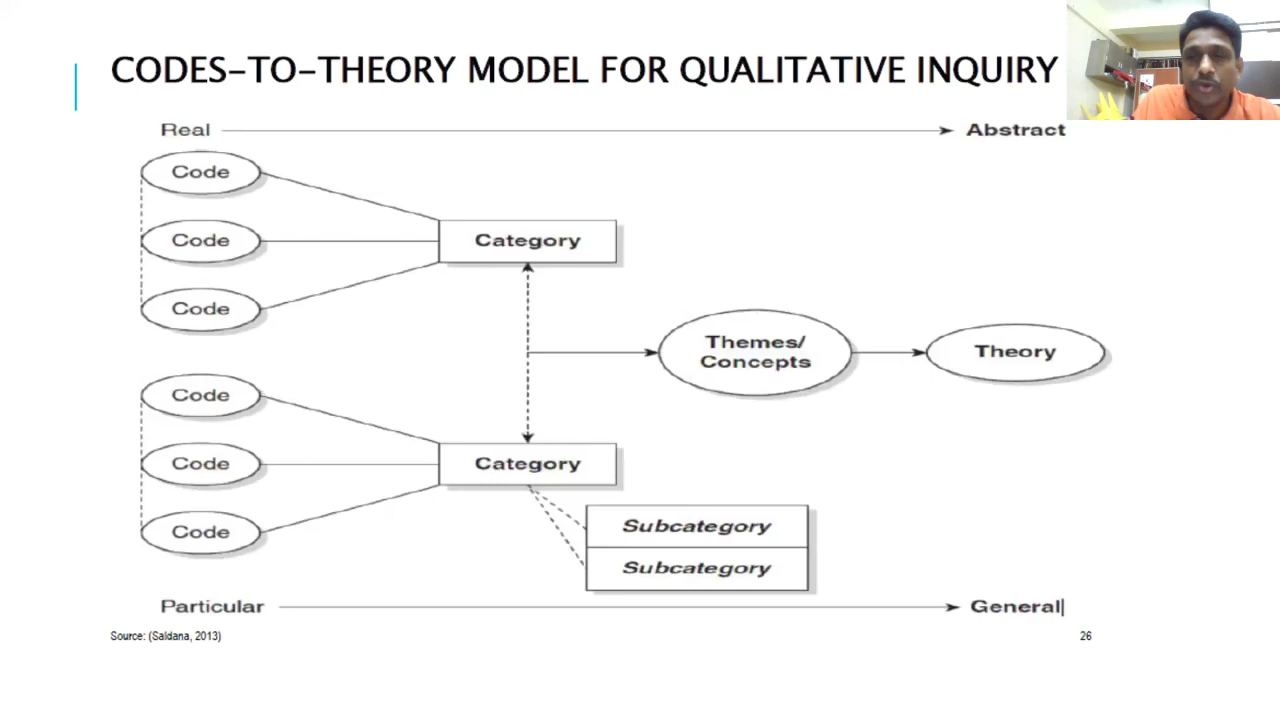 CODES-TO-THEORY MODEL FOR QUALITATIVE INQUIRY
Real
Abstract
Code
Code
Category
Code
Themes/
Concepts
Theory
Code
Code
Category
Code
Subcategory
Subcategory
Particular
General
Source: (Saldana, 2013)
26